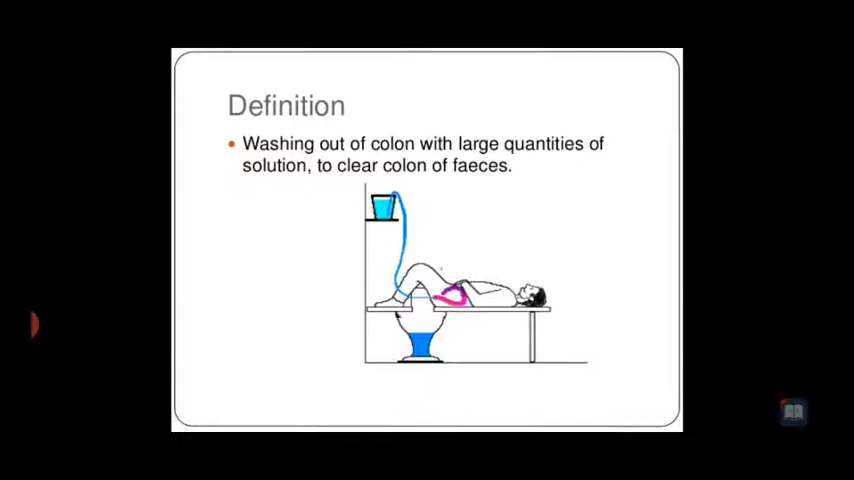 Definition
Washing out of colon with large quantities of
solution, to clear colon of faeces.